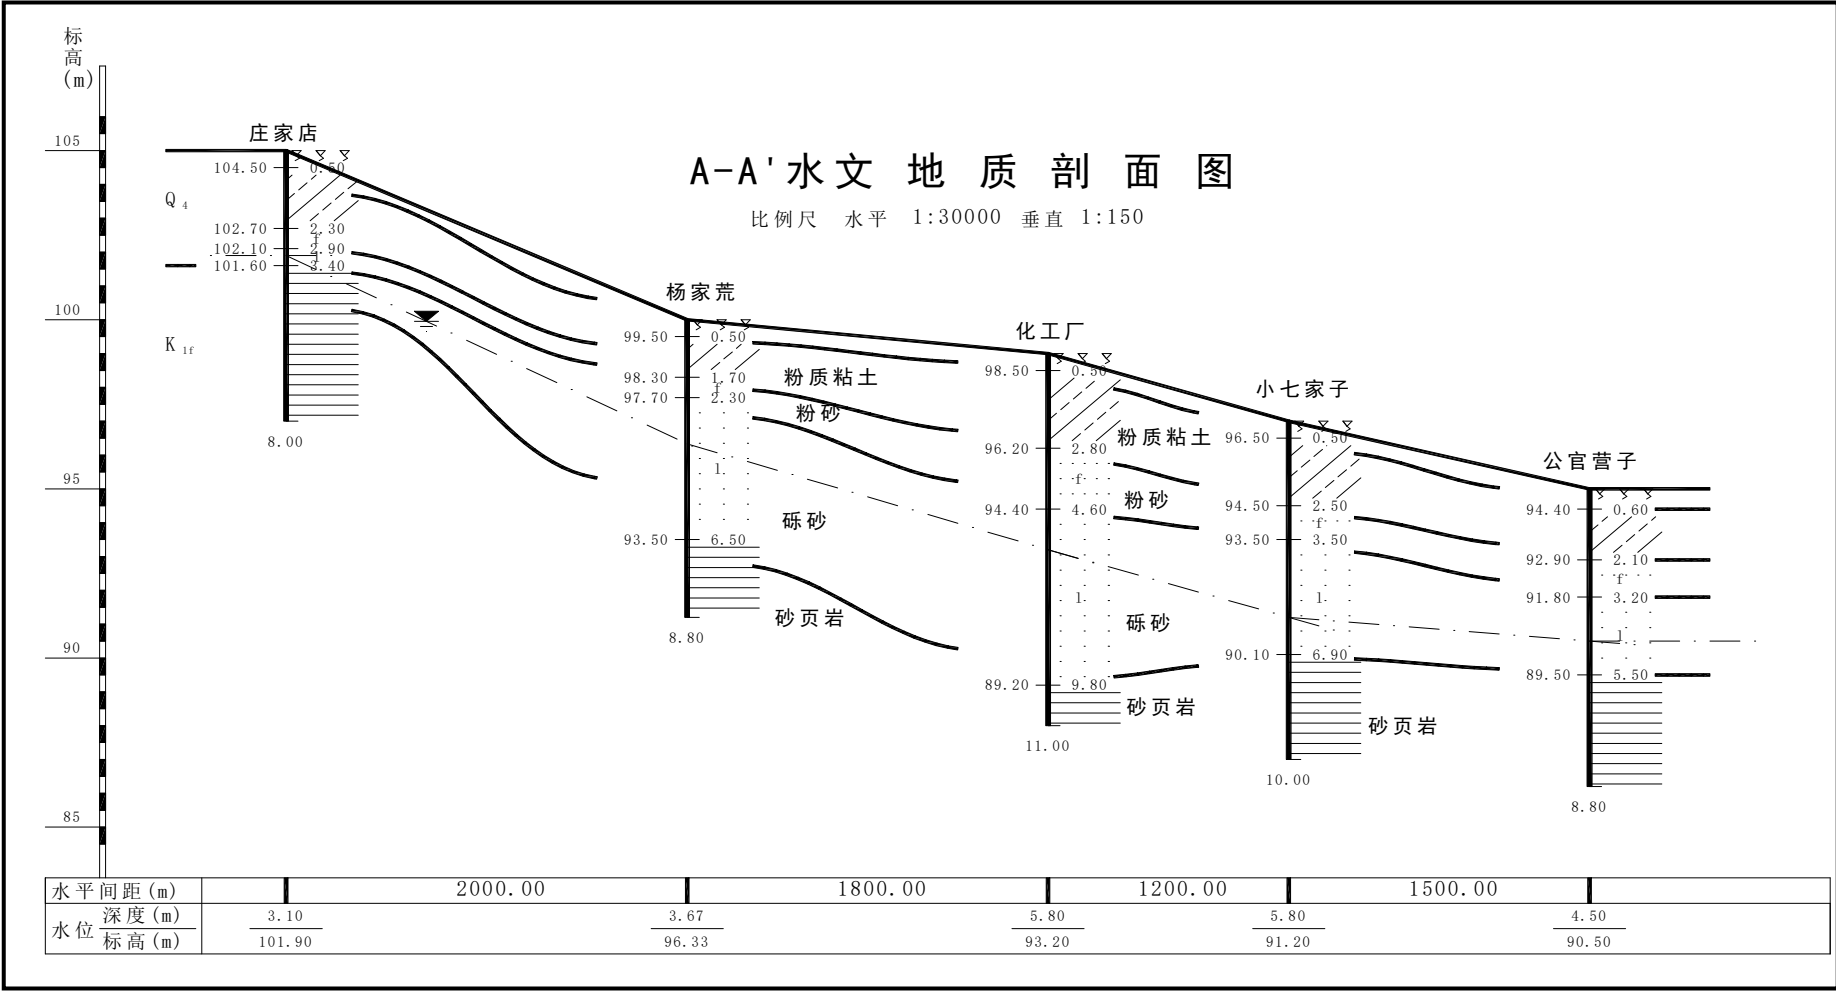 标高(m)
105
100
95
90
85
A-A'水文地质剖面图
比例尺 水平 1:30000 垂直 1:150
Q4
K1f
庄家店
104.50 0.50
102.70 2.30
f
102.10 2.90
l
101.60 3.40
8.00
杨家荒
99.50 0.50
98.30 1.70
f
97.70 2.30
l
93.50 6.50
8.80
粉质粘土
粉砂
砾砂
砂页岩
化工厂
98.50 0.50
96.20 2.80
f
94.40 4.60
l
89.20 9.80
11.00
粉质粘土
粉砂
砾砂
砂页岩
小七家子
96.50 0.50
94.50 2.50
f
93.50 3.50
l
90.10 6.90
10.00
砂页岩
公官营子
94.40 0.60
92.90 2.10
f
91.80 3.20
l
89.50 5.50
8.80
水平间距(m) 2000.00 1800.00 1200.00 1500.00
水位 深度(m) 3.10 3.67 5.80 5.80 4.50
标高(m) 101.90 96.33 93.20 91.20 90.50